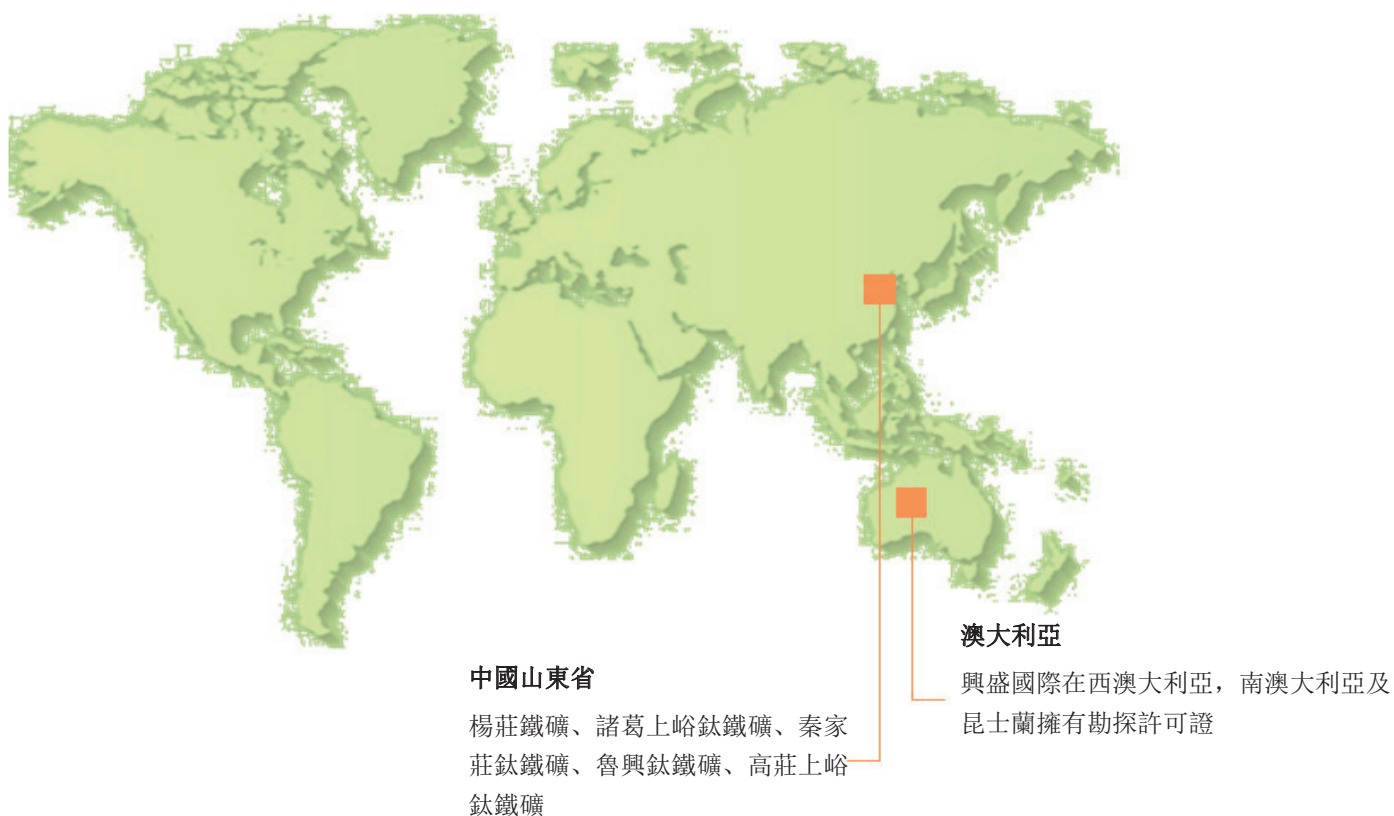 中國山東省
楊莊鐵礦、諸葛上峪鈦鐵礦、秦家
莊鈦鐵礦、魯興鈦鐵礦、高莊上峪
鈦鐵礦
澳大利亞
興盛國際在西澳大利亞，南澳大利亞及
昆士蘭擁有勘探許可證